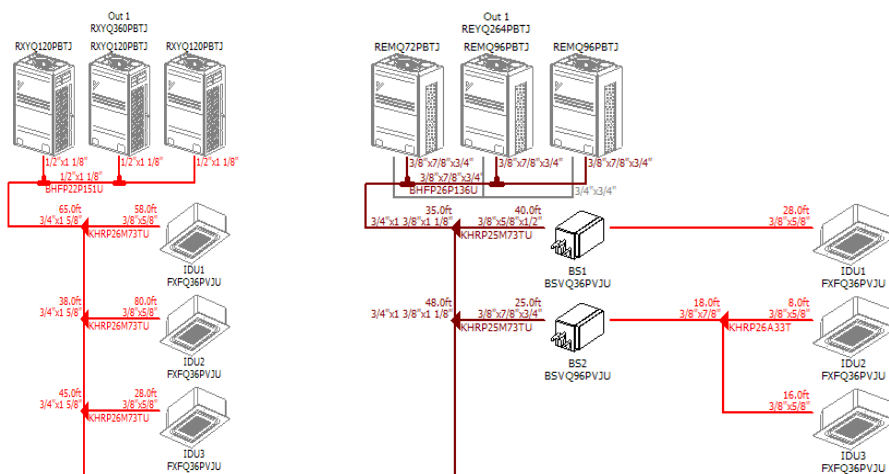 Out 1
RXYQ360PBTJ
RXYQ120PBTJ RXYQ120PBTJ RXYQ120PBTJ
1/2"x1 1/8" 1/2"x1 1/8" 1/2"x1 1/8"
1/2"x1 1/8"
BHFP22P151U
65.0ft 58.0ft
3/4"x1 5/8" 3/8"x5/8"
KHRP26M73TU
IDU1
FXFQ36PVJU
38.0ft 80.0ft
3/4"x1 5/8" 3/8"x5/8"
KHRP26M73TU
IDU2
FXFQ36PVJU
45.0ft 28.0ft
3/4"x1 5/8" 3/8"x5/8"
KHRP26M73TU
IDU3
FXFQ36PVJU
Out 1
REYQ264PBTJ
REMQ72PBTJ REMQ96PBTJ REMQ96PBTJ
3/8"x7/8"x3/4" 3/8"x7/8"x3/4" 3/8"x7/8"x3/4"
3/8"x7/8"x3/4"
BHFP26P136U
3/4"x3/4"
35.0ft 40.0ft 28.0ft
3/4"x1 3/8"x1 1/8" 3/8"x5/8"x1/2" 3/8"x5/8"
KHRP25M73TU
BS1
BSVQ36PVJU
IDU1
FXFQ36PVJU
48.0ft 25.0ft 18.0ft 8.0ft
3/4"x1 3/8"x1 1/8" 3/8"x7/8"x3/4" 3/8"x7/8" 3/8"x5/8"
KHRP25M73TU KHRP26A33T
BS2
BSVQ96PVJU
IDU2
FXFQ36PVJU
16.0ft
3/8"x5/8"
IDU3
FXFQ36PVJU